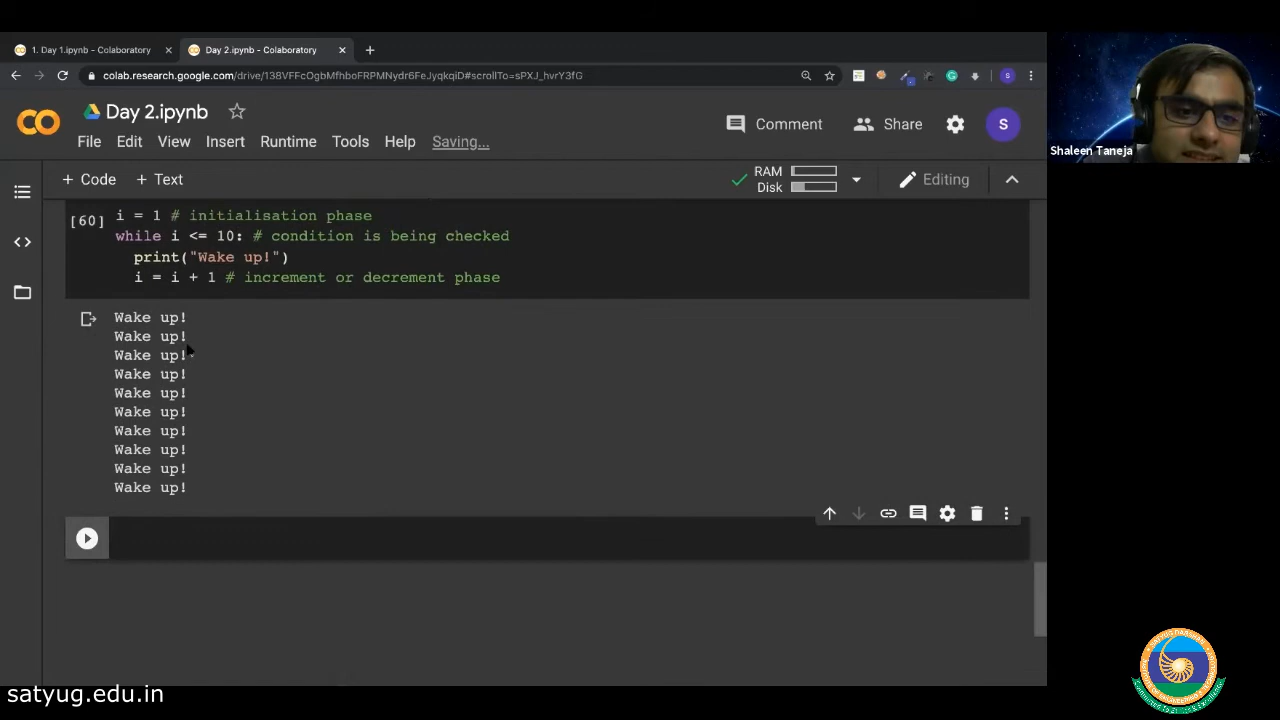 1. Day 1.ipynb - Colaboratory
Day 2.ipynb - Colaboratory
colab.research.google.com/drive/138VFFcOgbMfhboFRPMNydr6FeJyqkqiD#scrollTo=sPXJ_hvrY3fG
S
Day 2.ipynb
Comment
Share
S
File Edit View Insert Runtime Tools Help Saving...
+ Code + Text
RAM
Disk
Editing
[60] i = 1 # initialisation phase
while i <= 10: # condition is being checked
print("Wake up!")
i = i + 1 # increment or decrement phase
Wake up!
Wake up!
Wake up!
Wake up!
Wake up!
Wake up!
Wake up!
Wake up!
Wake up!
Wake up!
Shaleen Taneja
satyug.edu.in